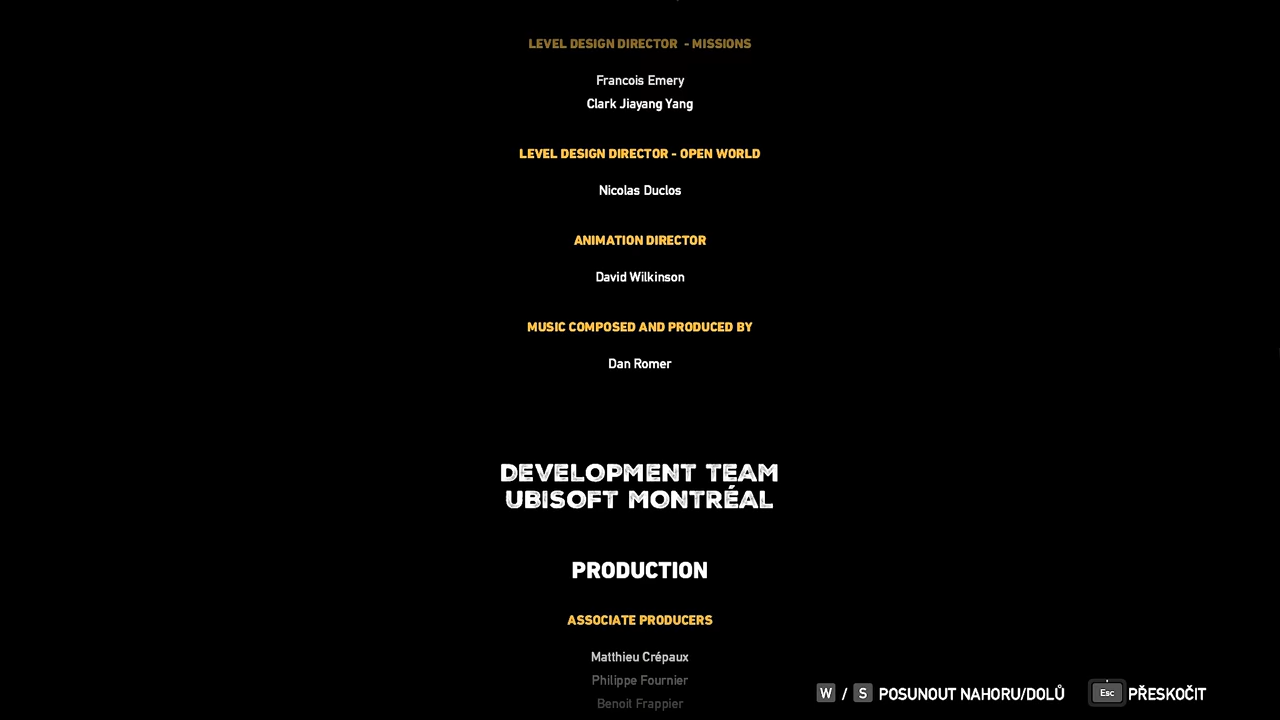 LEVEL DESIGN DIRECTOR - MISSIONS
Francois Emery
Clark Jiayang Yang
LEVEL DESIGN DIRECTOR - OPEN WORLD
Nicolas Duclos
ANIMATION DIRECTOR
David Wilkinson
MUSIC COMPOSED AND PRODUCED BY
Dan Romer
DEVELOPMENT TEAM
UBISOFT MONTRÉAL
PRODUCTION
ASSOCIATE PRODUCERS
Matthieu Crépaux
Philippe Fournier
Benoit Frappier
W / S POSUNOUT NAHORU/DOLŮ Esc PŘESKOČIT